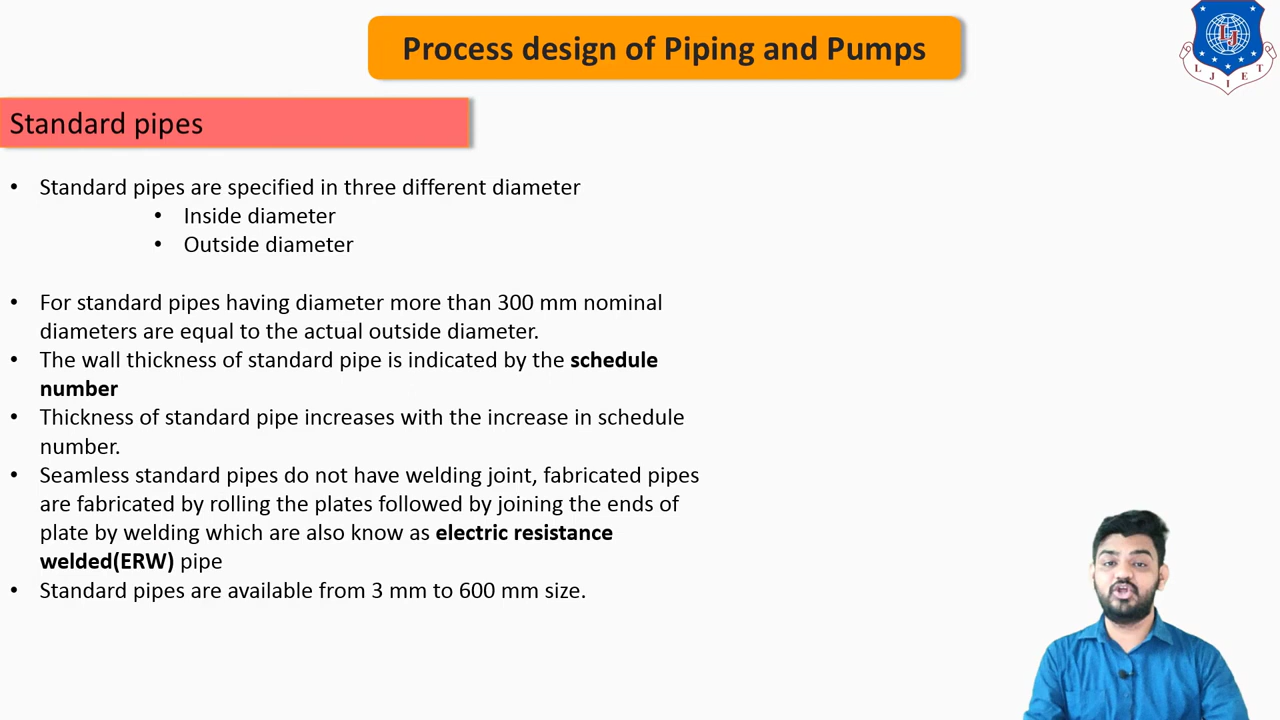 Process design of Piping and Pumps
L J I E T
Standard pipes
• Standard pipes are specified in three different diameter
• Inside diameter
• Outside diameter
• For standard pipes having diameter more than 300 mm nominal
diameters are equal to the actual outside diameter.
• The wall thickness of standard pipe is indicated by the schedule
number
• Thickness of standard pipe increases with the increase in schedule
number.
• Seamless standard pipes do not have welding joint, fabricated pipes
are fabricated by rolling the plates followed by joining the ends of
plate by welding which are also know as electric resistance
welded(ERW) pipe
• Standard pipes are available from 3 mm to 600 mm size.